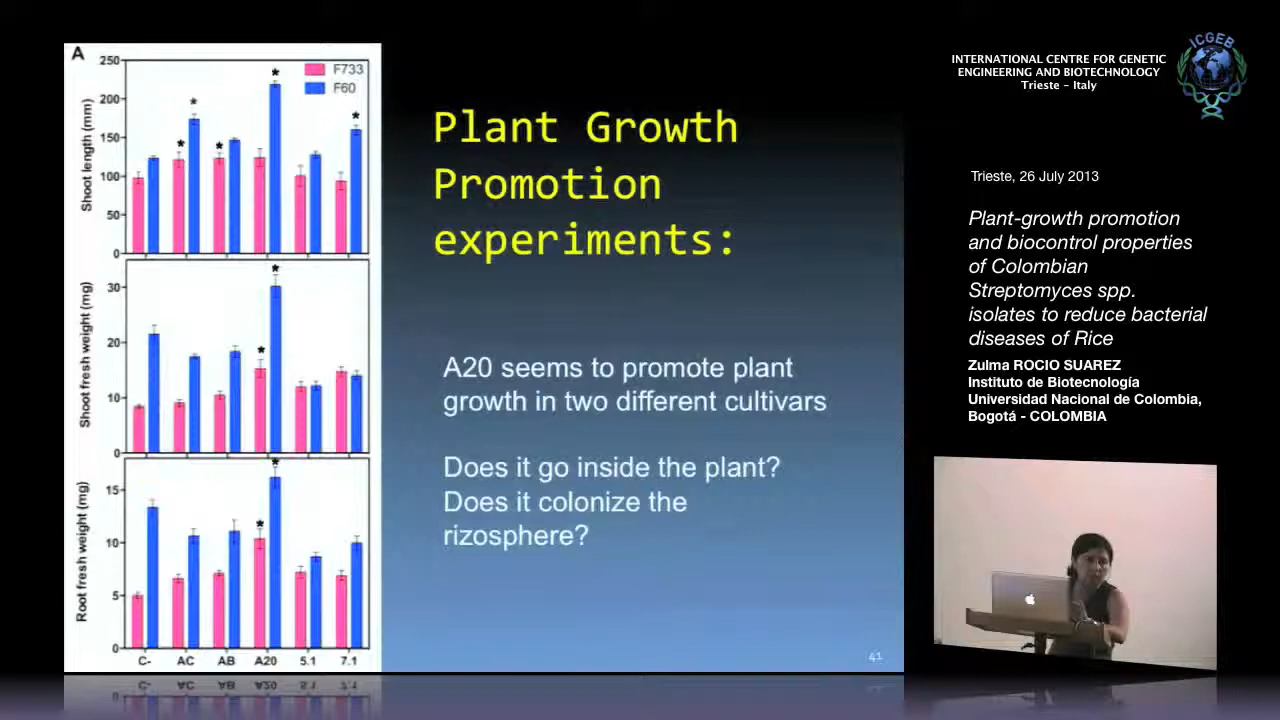 A
250
200
150
100
50
0
Shoot length (mm)
F733
F60
*
*
*
*
*
30
20
10
0
Shoot fresh weight (mg)
*
*
15
10
5
0
Root fresh weight (mg)
*
*
C- AC AB A20 5.1 7.1
Plant Growth
Promotion
experiments:
A20 seems to promote plant
growth in two different cultivars
Does it go inside the plant?
Does it colonize the
rizosphere?
41
INTERNATIONAL CENTRE FOR GENETIC
ENGINEERING AND BIOTECHNOLOGY
Trieste - Italy
ICGEB
Trieste, 26 July 2013
Plant-growth promotion
and biocontrol properties
of Colombian
Streptomyces spp.
isolates to reduce bacterial
diseases of Rice
Zulma ROCIO SUAREZ
Instituto de Biotecnología
Universidad Nacional de Colombia,
Bogotá - COLOMBIA